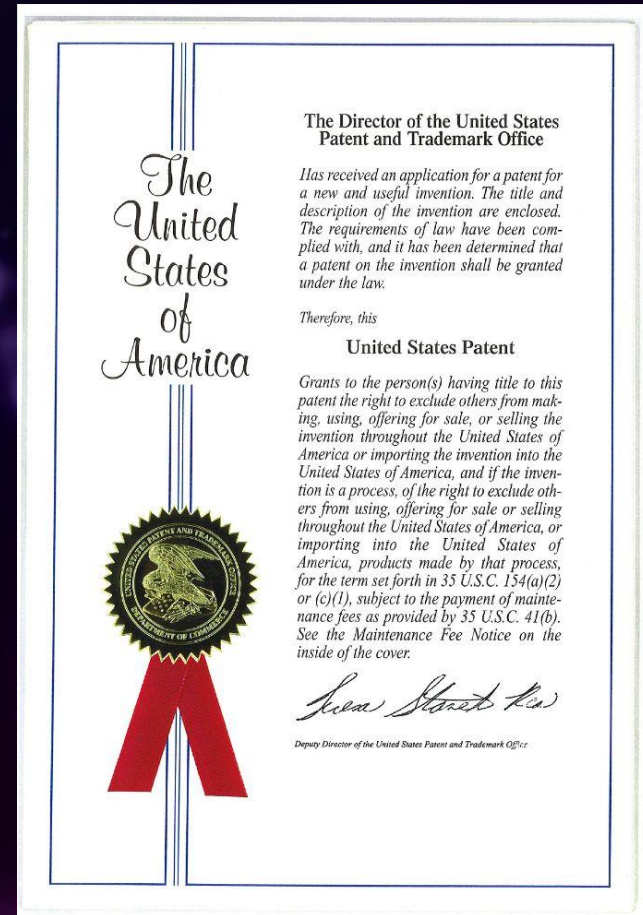 The
United
States
of
America
The Director of the United States
Patent and Trademark Office
Has received an application for a patent for
a new and useful invention. The title and
description of the invention are enclosed.
The requirements of law have been com-
plied with, and it has been determined that
a patent on the invention shall be granted
under the law.
Therefore, this
United States Patent
Grants to the person(s) having title to this
patent the right to exclude others from mak-
ing, using, offering for sale, or selling the
invention throughout the United States of
America or importing the invention into the
United States of America, and if the inven-
tion is a process, of the right to exclude oth-
ers from using, offering for sale or selling
throughout the United States of America, or
importing into the United States of
America, products made by that process,
for the term set forth in 35 U.S.C. 154(a)(2)
or (c)(1), subject to the payment of mainte-
nance fees as provided by 35 U.S.C. 41(b).
See the Maintenance Fee Notice on the
inside of the cover.
Deputy Director of the United States Patent and Trademark Office
UNITED STATES PATENT AND TRADEMARK OFFICE
DEPARTMENT OF COMMERCE